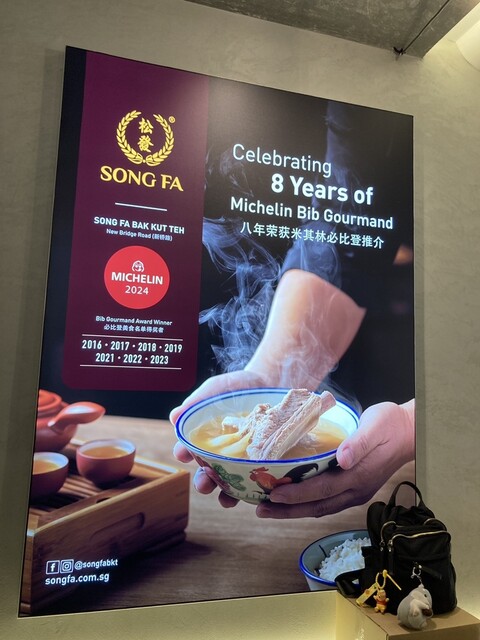 松
發
®
SONG FA
SONG FA BAK KUT TEH
New Bridge Road (新桥路)
MICHELIN
2024
Bib Gourmand Award Winner
必比登美食名单得奖者
2016 • 2017 • 2018 • 2019
2021 • 2022 • 2023
Celebrating
8 Years of
Michelin Bib Gourmand
八年荣获米其林必比登推介
@songfabkt
songfa.com.sg